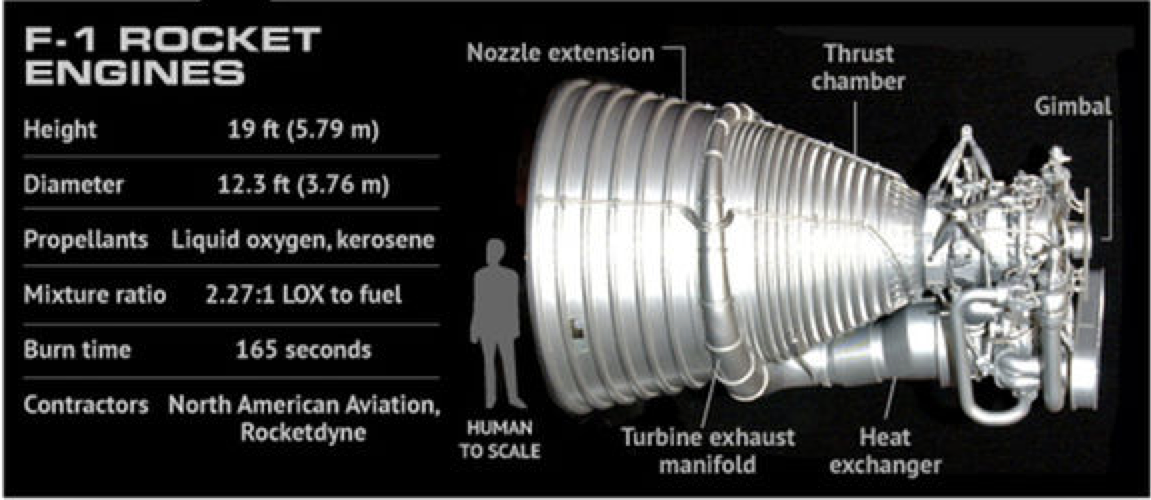 F-1 ROCKET
ENGINES
Height 19 ft (5.79 m)
Diameter 12.3 ft (3.76 m)
Propellants Liquid oxygen, kerosene
Mixture ratio 2.27:1 LOX to fuel
Burn time 165 seconds
Contractors North American Aviation,
Rocketdyne
Nozzle extension
Thrust
chamber
Gimbal
HUMAN
TO SCALE
Turbine exhaust
manifold
Heat
exchanger